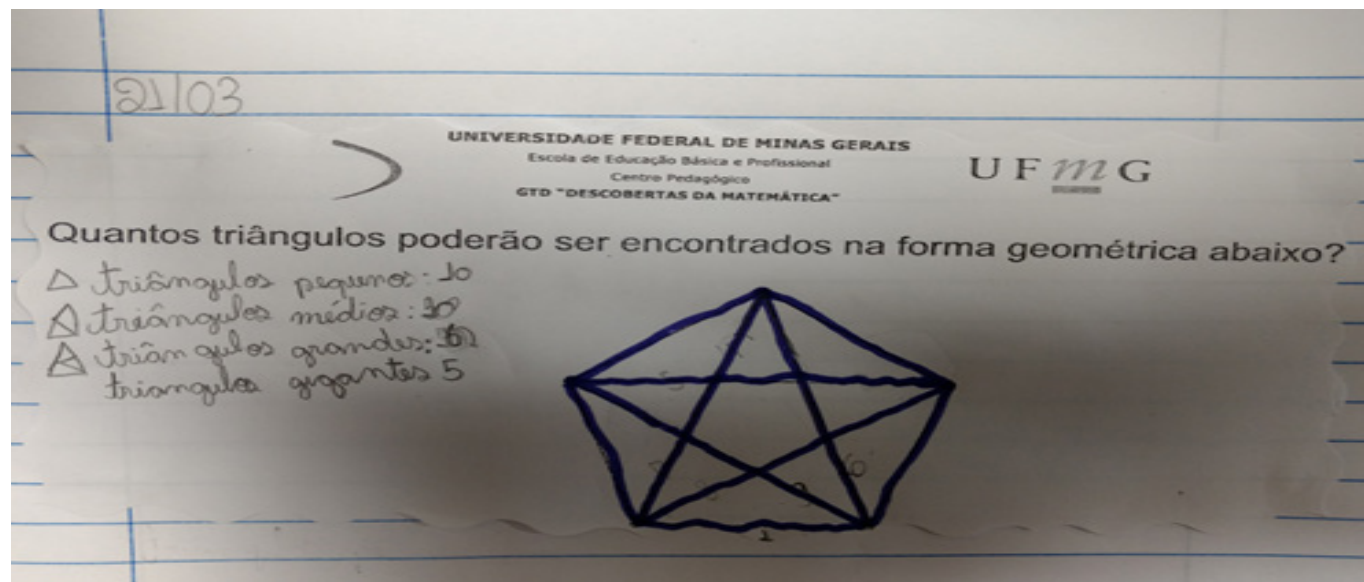 21/03
UNIVERSIDADE FEDERAL DE MINAS GERAIS
Escola de Educação Básica e Profissional
Centro Pedagógico
GTD "DESCOBERTAS DA MATEMÁTICA"
UFmG
Quantos triângulos poderão ser encontrados na forma geométrica abaixo?
triângulos pequenos: 10
triângulos médios:
triângulos grandes:
triangulos gigantes 5